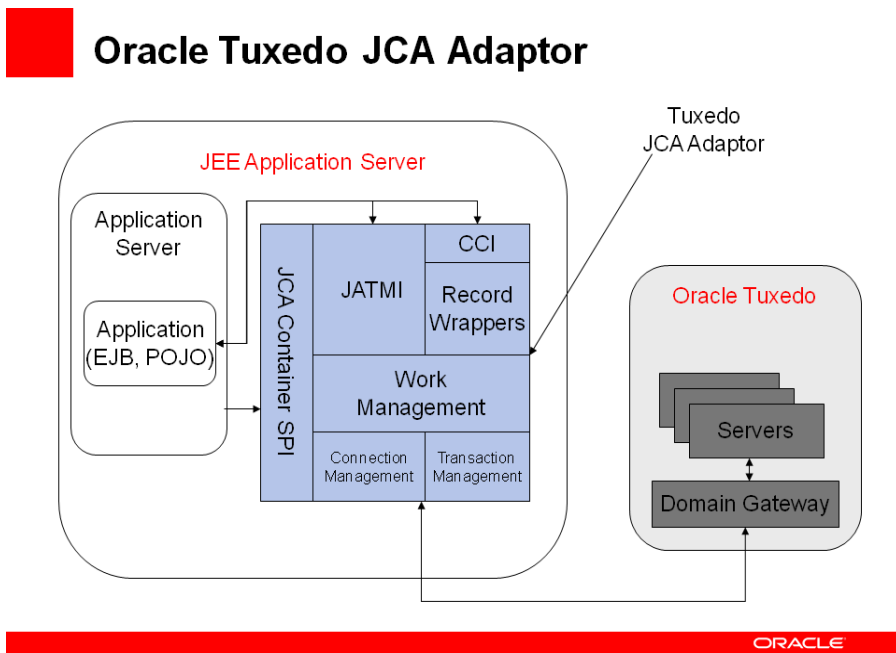 Oracle Tuxedo JCA Adaptor
Tuxedo
JCA Adaptor
JEE Application Server
Application
Server
Application
(EJB, POJO)
JCA Container SPI
JATMI
CCI
Record
Wrappers
Work
Management
Connection
Management
Transaction
Management
Oracle Tuxedo
Servers
Domain Gateway
ORACLE